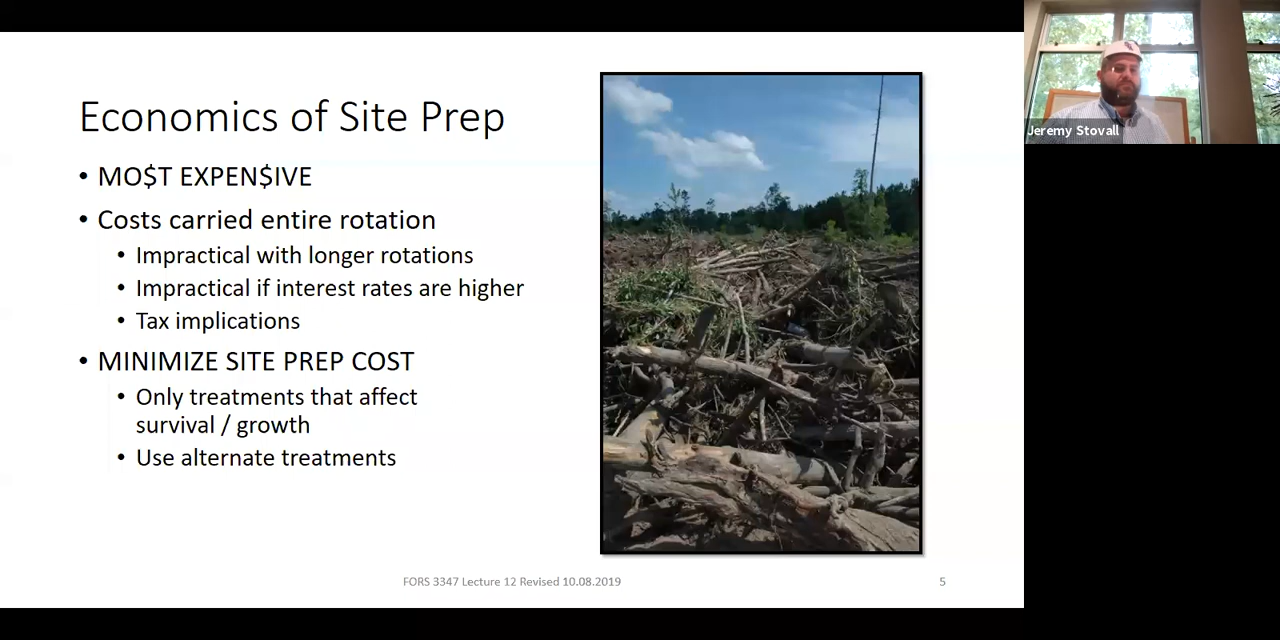 Economics of Site Prep
• MO$T EXPEN$IVE
• Costs carried entire rotation
• Impractical with longer rotations
• Impractical if interest rates are higher
• Tax implications
• MINIMIZE SITE PREP COST
• Only treatments that affect
survival / growth
• Use alternate treatments
FORS 3347 Lecture 12 Revised 10.08.2019
5
Jeremy Stovall